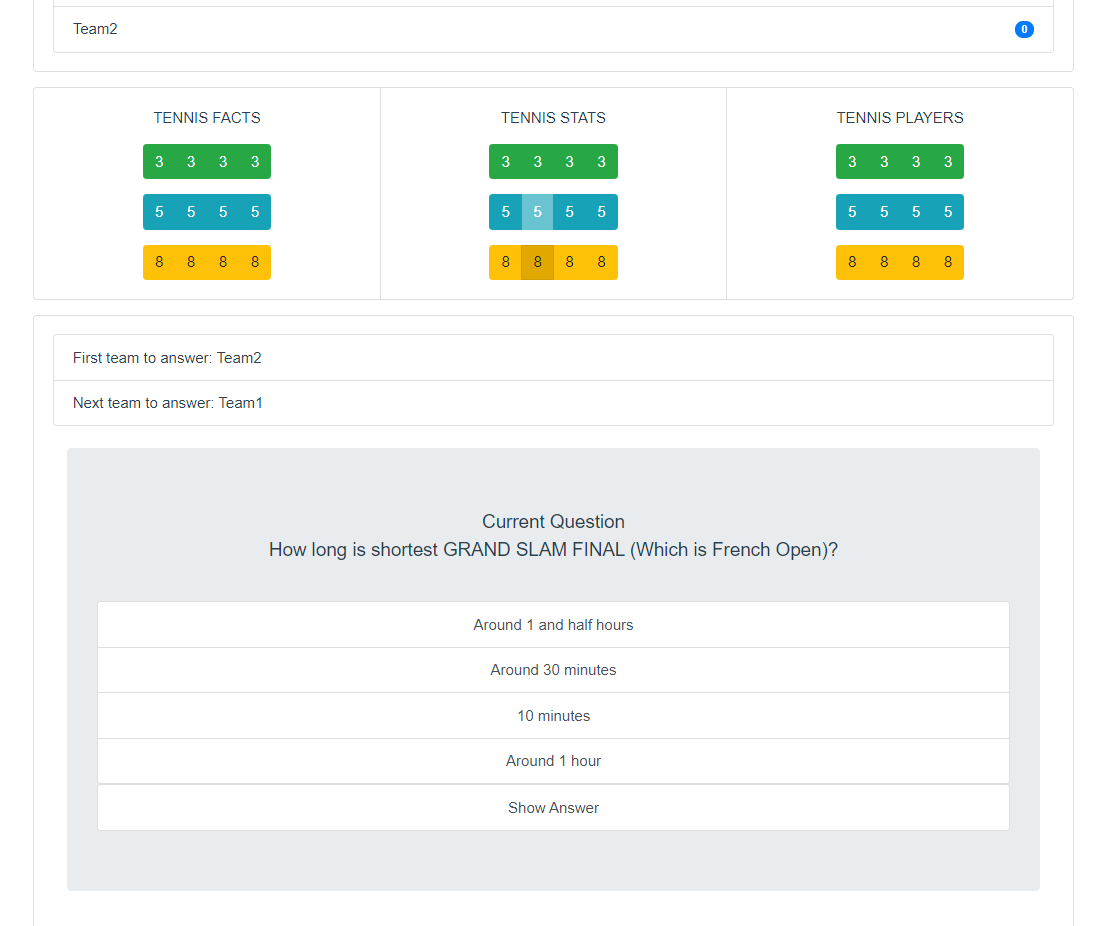 Team2 0
TENNIS FACTS TENNIS STATS TENNIS PLAYERS
3 3 3 3 3 3 3 3 3 3 3 3
5 5 5 5 5 5 5 5 5 5 5 5
8 8 8 8 8 8 8 8 8 8 8 8
First team to answer: Team2
Next team to answer: Team1
Current Question
How long is shortest GRAND SLAM FINAL (Which is French Open)?
Around 1 and half hours
Around 30 minutes
10 minutes
Around 1 hour
Show Answer